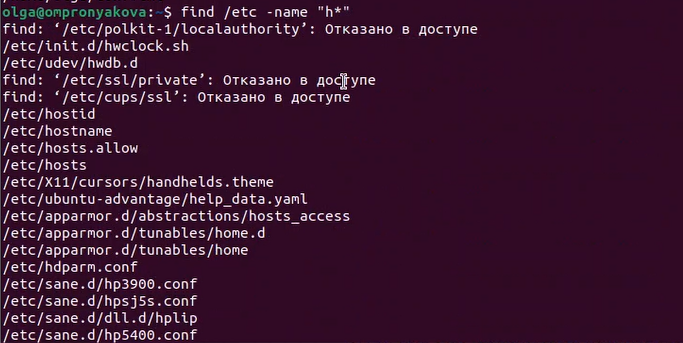 olga@ompronyakova:~$ find /etc -name "h*"
find: ‘/etc/polkit-1/localauthority’: Отказано в доступе
/etc/init.d/hwclock.sh
/etc/udev/hwdb.d
find: ‘/etc/ssl/private’: Отказано в доступе
find: ‘/etc/cups/ssl’: Отказано в доступе
/etc/hostid
/etc/hostname
/etc/hosts.allow
/etc/hosts
/etc/X11/cursors/handhelds.theme
/etc/ubuntu-advantage/help_data.yaml
/etc/apparmor.d/abstractions/hosts_access
/etc/apparmor.d/tunables/home.d
/etc/apparmor.d/tunables/home
/etc/hdparm.conf
/etc/sane.d/hp3900.conf
/etc/sane.d/hpsj5s.conf
/etc/sane.d/dll.d/hplip
/etc/sane.d/hp5400.conf